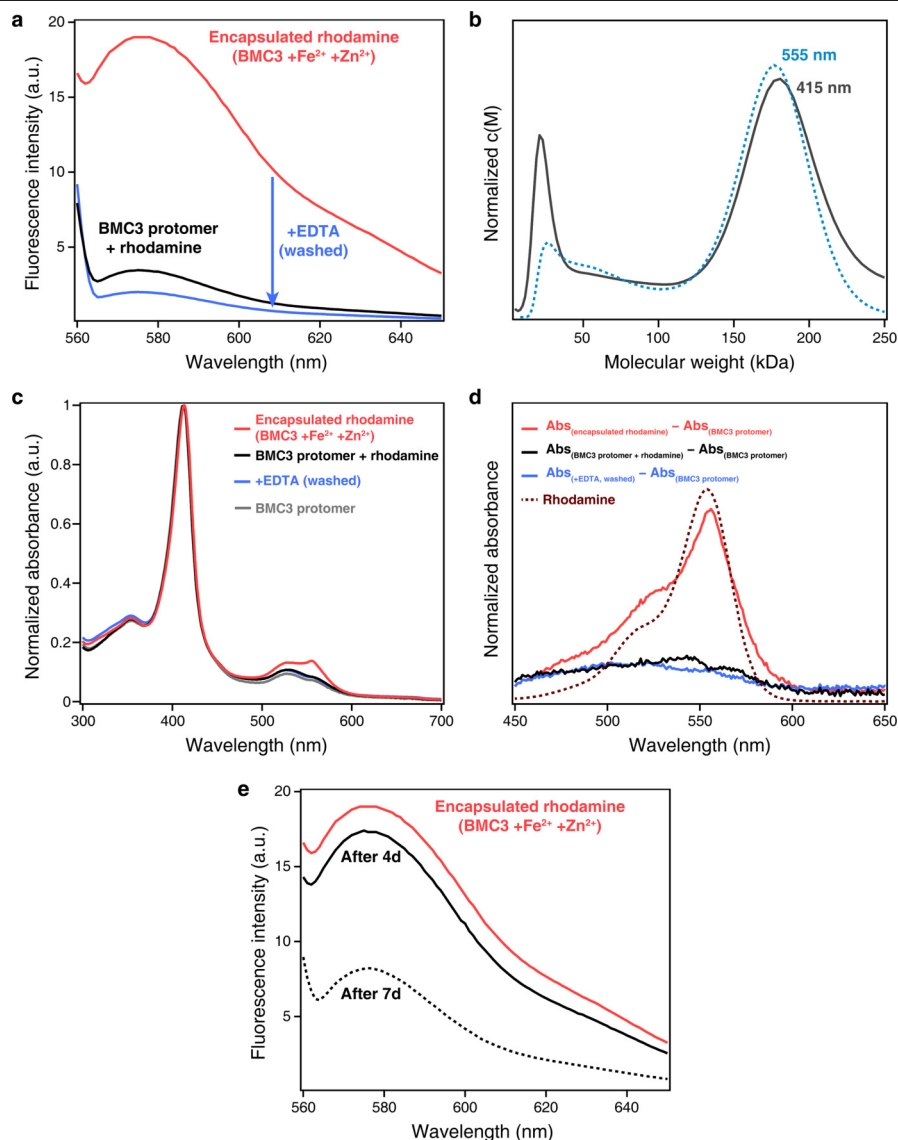 a
20
15
10
5
560
580
600
620
640
Fluorescence intensity (a.u.)
Wavelength (nm)
Encapsulated rhodamine
(BMC3 +Fe²⁺ +Zn²⁺)
BMC3 protomer
+ rhodamine
+EDTA
(washed)
b
Normalized c(M)
555 nm
415 nm
50
100
150
200
250
Molecular weight (kDa)
c
1
0.8
0.6
0.4
0.2
0
300
400
500
600
700
Normalized absorbance (a.u.)
Wavelength (nm)
Encapsulated rhodamine
(BMC3 +Fe²⁺ +Zn²⁺)
BMC3 protomer + rhodamine
+EDTA (washed)
BMC3 protomer
d
Normalized absorbance
Abs(encapsulated rhodamine) – Abs(BMC3 protomer)
Abs(BMC3 protomer + rhodamine) – Abs(BMC3 protomer)
Abs(+EDTA, washed) – Abs(BMC3 protomer)
Rhodamine
450
500
550
600
650
Wavelength (nm)
e
20
15
10
5
560
580
600
620
640
Fluorescence intensity (a.u.)
Wavelength (nm)
Encapsulated rhodamine
(BMC3 +Fe²⁺ +Zn²⁺)
After 4d
After 7d